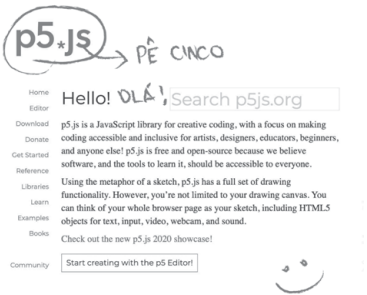 p5.js
PÊ CINCO
Home
Editor
Download
Donate
Get Started
Reference
Libraries
Learn
Examples
Books
Community
Hello! OLÁ! Search p5js.org
p5.js is a JavaScript library for creative coding, with a focus on making
coding accessible and inclusive for artists, designers, educators, beginners,
and anyone else! p5.js is free and open-source because we believe
software, and the tools to learn it, should be accessible to everyone.
Using the metaphor of a sketch, p5.js has a full set of drawing
functionality. However, you're not limited to your drawing canvas. You
can think of your whole browser page as your sketch, including HTML5
objects for text, input, video, webcam, and sound.
Check out the new p5.js 2020 showcase!
Start creating with the p5 Editor!